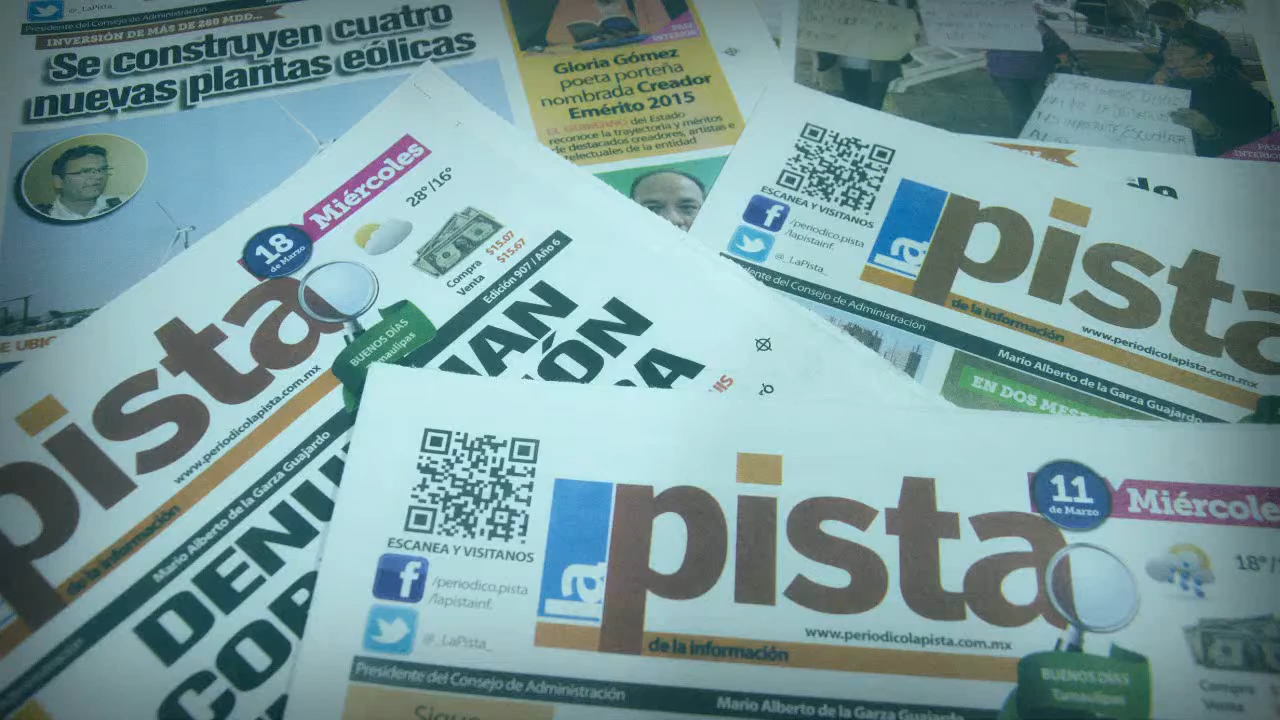 @_LaPista_
Presidente del Consejo de Administración
INVERSIÓN DE MÁS DE 280 MDD...
Se construyen cuatro
nuevas plantas eólicas
PASE
INTERIOR
Gloria Gómez
poeta porteña
nombrada Creador
Emérito 2015
EL GOBIERNO del Estado
reconoce la trayectoria y méritos
de destacados creadores, artistas e
intelectuales de la entidad
18
de Marzo
Miércoles
28°/16°
Compra $15.07
Venta $15.67
Edición 907 / Año 6
pista
www.periodicolapista.com.mx
de la información
BUENOS DÍAS
Tamaulipas
Mario Alberto de la Garza Guajardo
ESCANEA Y VISITANOS
/periodico.pista
/lapistainf.
@_LaPista_
la pista
de la información
www.periodicolapista.com.mx
Presidente del Consejo de Administración
Mario Alberto de la Garza Guajardo
EN DOS
ESCANEA Y VISITANOS
/periodico.pista
/lapistainf.
@_LaPista_
la pista
11
de Marzo
Miércole
18°/
www.periodicolapista.com.mx
de la información
BUENOS DÍAS
Tamaulipas
Compra
Venta
Presidente del Consejo de Administración
Mario Alberto de la Garza Guajardo